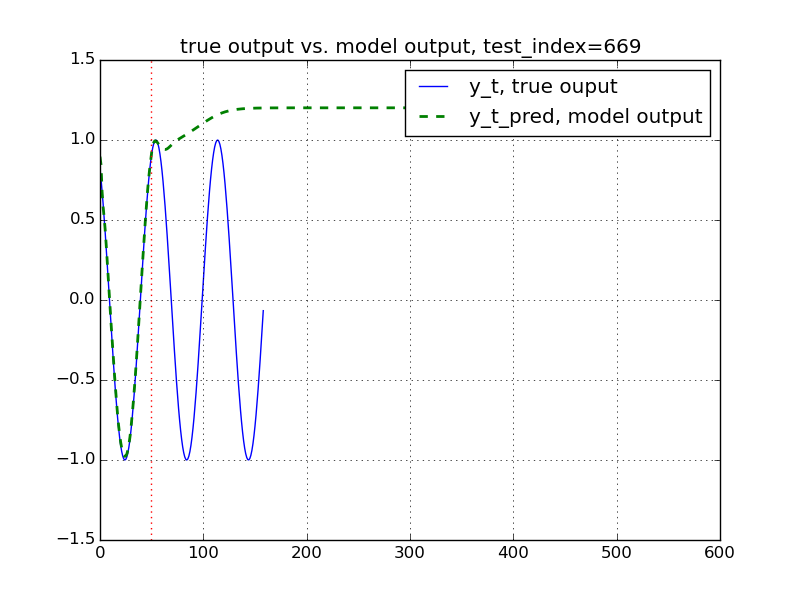 true output vs. model output, test_index=669
y_t, true ouput
y_t_pred, model output
1.5
1.0
0.5
0.0
−0.5
−1.0
−1.5
0 100 200 300 400 500 600